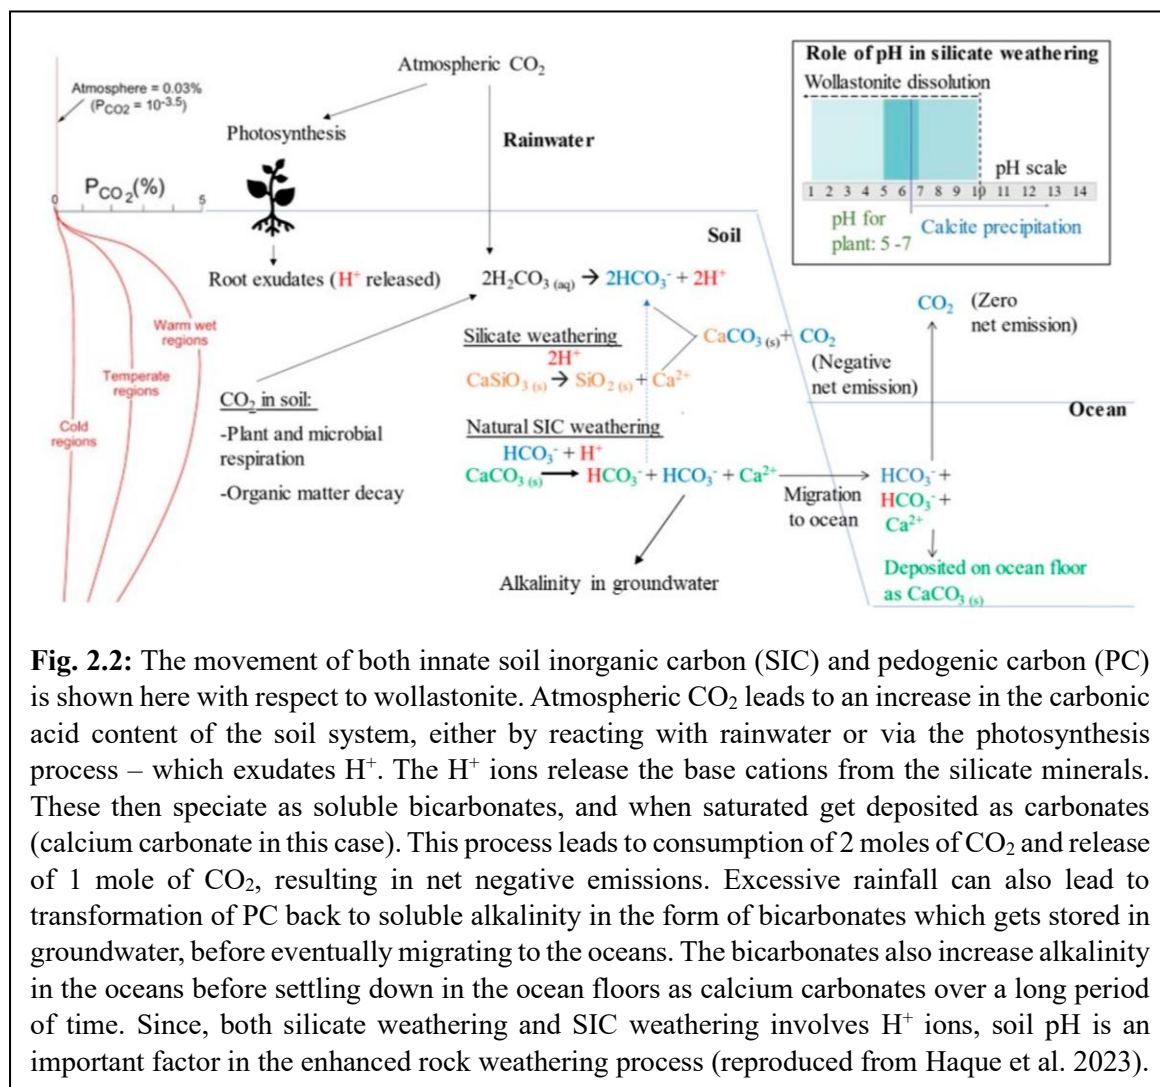 Atmospheric CO₂
Atmosphere = 0.03%
(P_CO2 = 10^-3.5)
Photosynthesis
Rainwater
P_CO₂(%)
0
5
Soil
Root exudates (H⁺ released)
2H₂CO₃ (aq) → 2HCO₃⁻ + 2H⁺
Warm wet
regions
Temperate
regions
Cold
regions
Silicate weathering
2H⁺
CaSiO₃ (s) → SiO₂ (s) + Ca²⁺
CaCO₃ (s) + CO₂
(Negative
net emission)
CO₂ in soil:
-Plant and microbial
respiration
-Organic matter decay
Natural SIC weathering
HCO₃⁻ + H⁺
CaCO₃ (s) → HCO₃⁻ + HCO₃⁻ + Ca²⁺
Migration
to ocean
Alkalinity in groundwater
Role of pH in silicate weathering
Wollastonite dissolution
pH scale
1 2 3 4 5 6 7 8 9 10 11 12 13 14
pH for
plant: 5 -7
Calcite precipitation
CO₂
(Zero
net emission)
Ocean
HCO₃⁻ +
HCO₃⁻ +
Ca²⁺
Deposited on ocean floor
as CaCO₃ (s)
Fig. 2.2: The movement of both innate soil inorganic carbon (SIC) and pedogenic carbon (PC)
is shown here with respect to wollastonite. Atmospheric CO₂ leads to an increase in the carbonic
acid content of the soil system, either by reacting with rainwater or via the photosynthesis
process – which exudates H⁺. The H⁺ ions release the base cations from the silicate minerals.
These then speciate as soluble bicarbonates, and when saturated get deposited as carbonates
(calcium carbonate in this case). This process leads to consumption of 2 moles of CO₂ and release
of 1 mole of CO₂, resulting in net negative emissions. Excessive rainfall can also lead to
transformation of PC back to soluble alkalinity in the form of bicarbonates which gets stored in
groundwater, before eventually migrating to the oceans. The bicarbonates also increase alkalinity
in the oceans before settling down in the ocean floors as calcium carbonates over a long period
of time. Since, both silicate weathering and SIC weathering involves H⁺ ions, soil pH is an
important factor in the enhanced rock weathering process (reproduced from Haque et al. 2023).